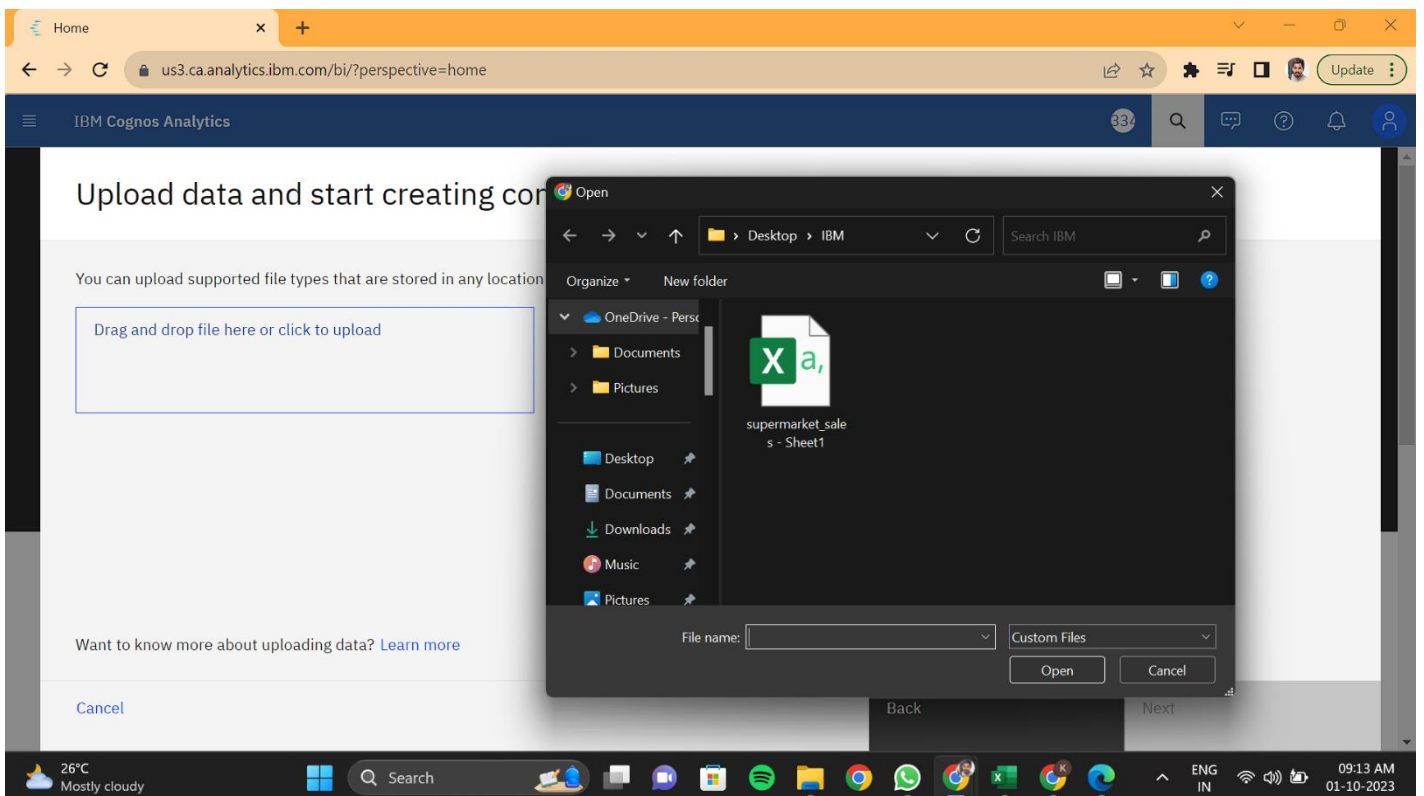 Home
us3.ca.analytics.ibm.com/bi/?perspective=home
Update
IBM Cognos Analytics
334
Upload data and start creating cor
You can upload supported file types that are stored in any location
Drag and drop file here or click to upload
Want to know more about uploading data? Learn more
Cancel
Back
Next
Open
Desktop > IBM
Search IBM
Organize
New folder
OneDrive - Persc
Documents
Pictures
Desktop
Documents
Downloads
Music
Pictures
X a,
supermarket_sale
s - Sheet1
File name:
Custom Files
Open
Cancel
26°C
Mostly cloudy
Search
ENG
IN
09:13 AM
01-10-2023